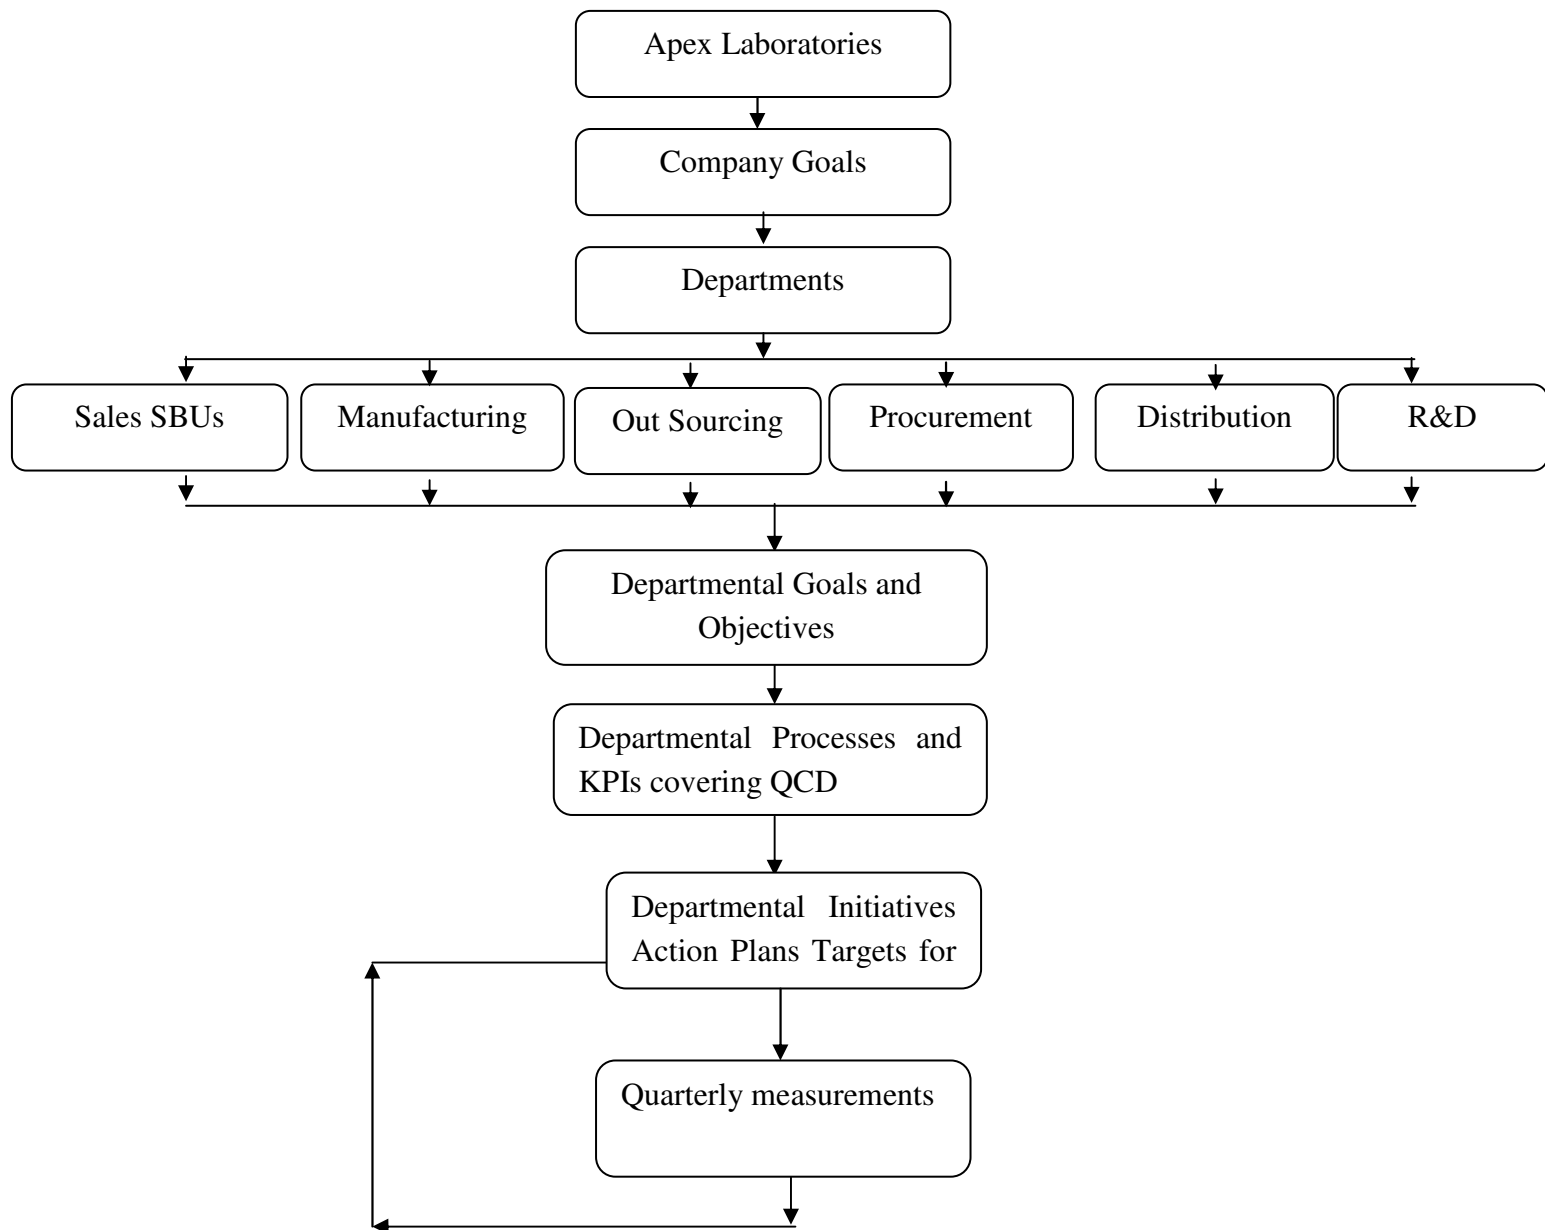 Apex Laboratories
Company Goals
Departments
Sales SBUs
Manufacturing
Out Sourcing
Procurement
Distribution
R&D
Departmental Goals and
Objectives
Departmental Processes and
KPIs covering QCD
Departmental Initiatives
Action Plans Targets for
Quarterly measurements